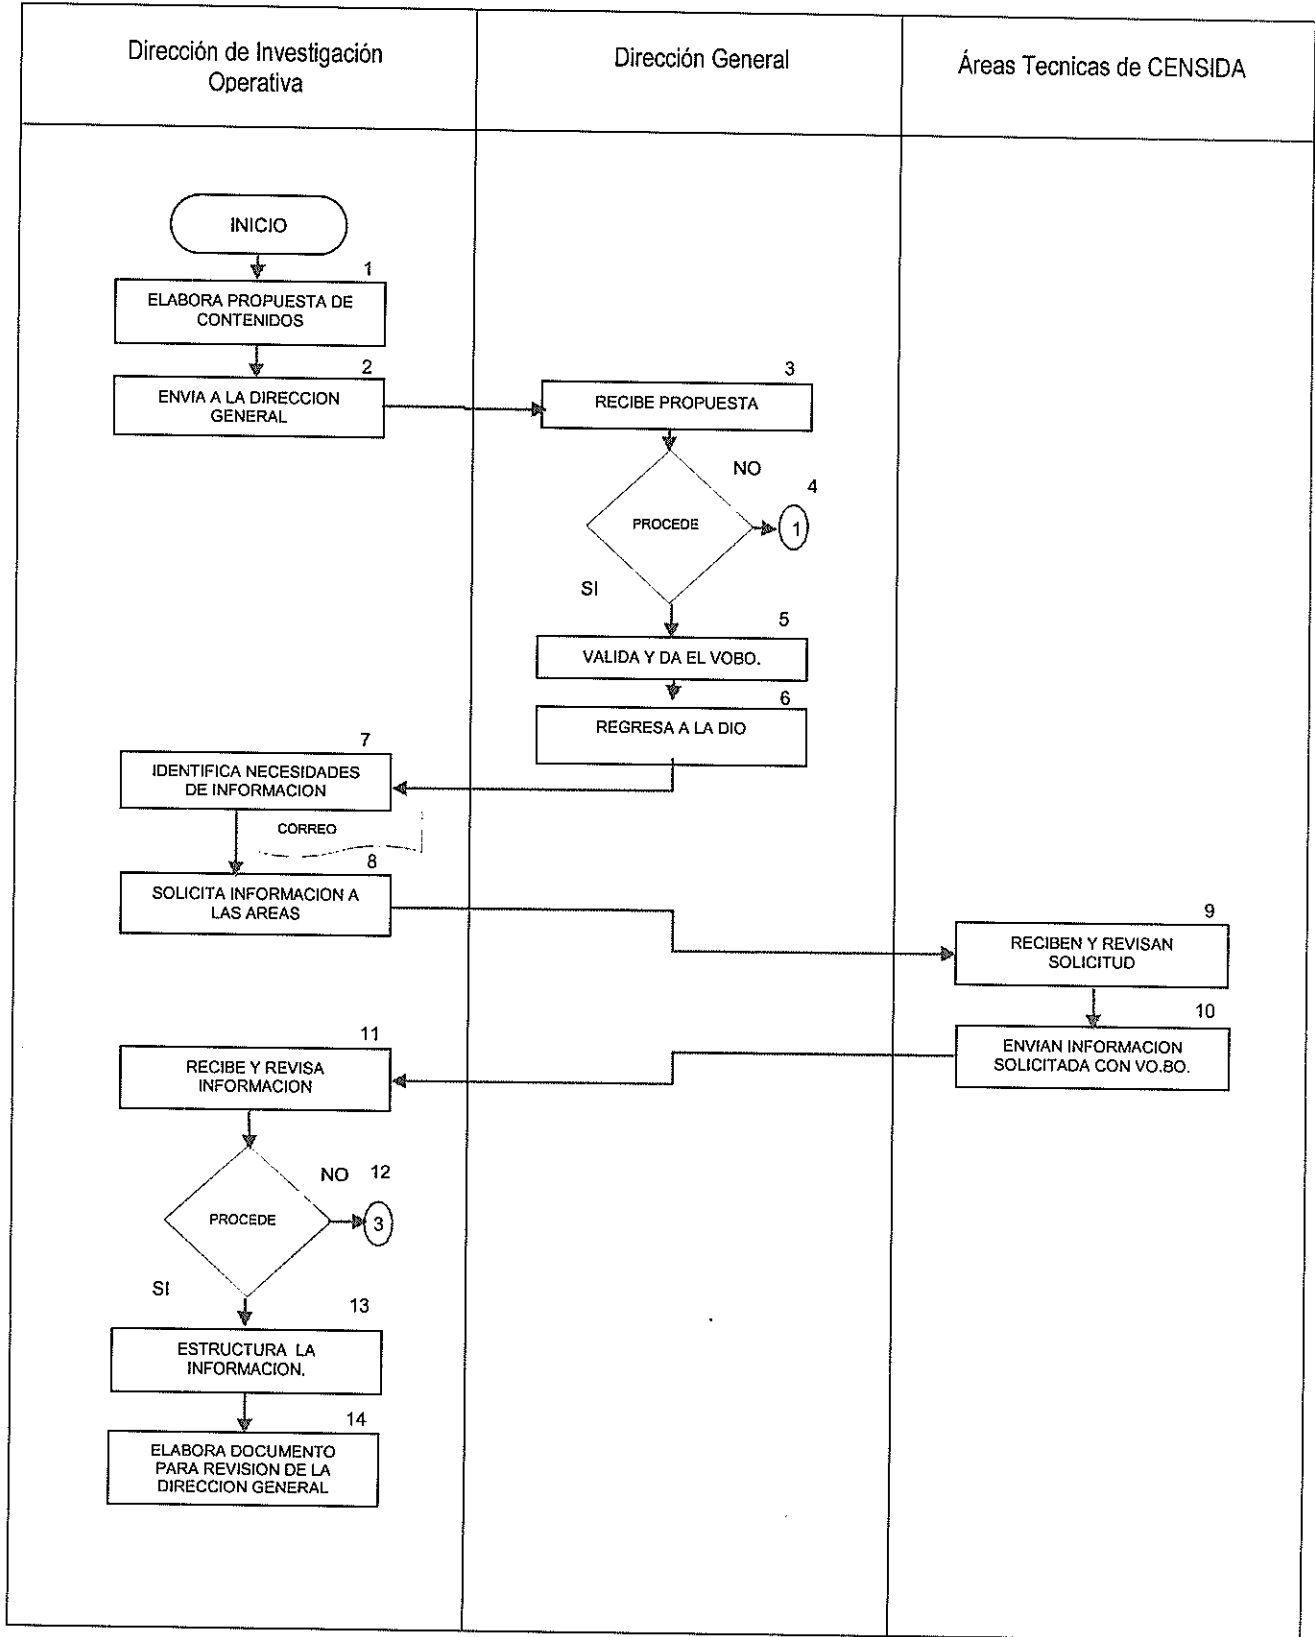 Dirección de Investigación
Operativa
Dirección General
Áreas Tecnicas de CENSIDA
INICIO
1
ELABORA PROPUESTA DE
CONTENIDOS
2
ENVIA A LA DIRECCION
GENERAL
3
RECIBE PROPUESTA
NO
4
PROCEDE
1
SI
5
VALIDA Y DA EL VOBO.
6
REGRESA A LA DIO
7
IDENTIFICA NECESIDADES
DE INFORMACION
CORREO
8
SOLICITA INFORMACION A
LAS AREAS
9
RECIBEN Y REVISAN
SOLICITUD
10
ENVIAN INFORMACION
SOLICITADA CON VO.BO.
11
RECIBE Y REVISA
INFORMACION
NO 12
PROCEDE
3
SI
13
ESTRUCTURA LA
INFORMACION.
14
ELABORA DOCUMENTO
PARA REVISION DE LA
DIRECCION GENERAL